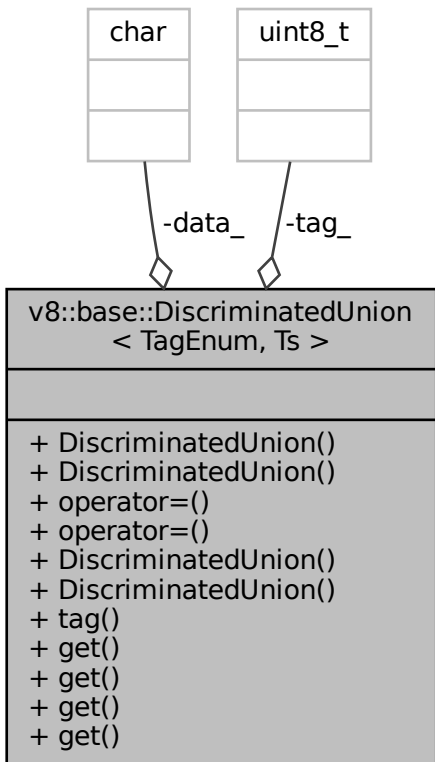 char
uint8_t
-data_
-tag_
v8::base::DiscriminatedUnion
< TagEnum, Ts >
+ DiscriminatedUnion()
+ DiscriminatedUnion()
+ operator=()
+ operator=()
+ DiscriminatedUnion()
+ DiscriminatedUnion()
+ tag()
+ get()
+ get()
+ get()
+ get()